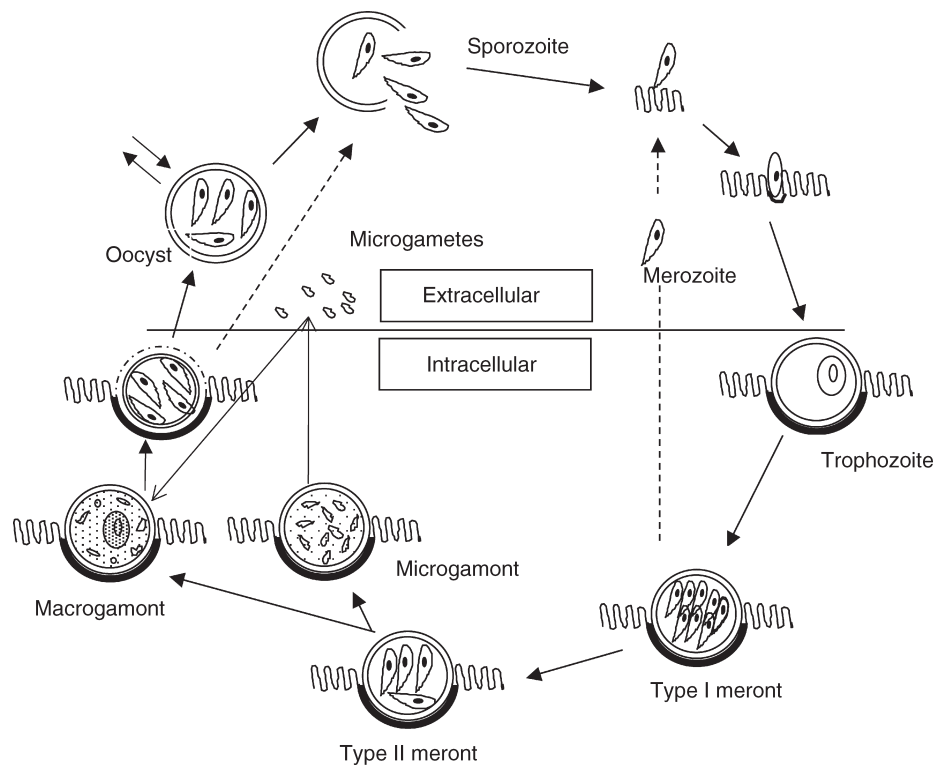 Sporozoite
Oocyst
Microgametes
Merozoite
Extracellular
Intracellular
Trophozoite
Microgamont
Macrogamont
Type I meront
Type II meront